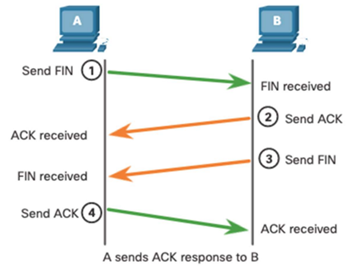 A
B
Send FIN 1
FIN received
2 Send ACK
ACK received
3 Send FIN
FIN received
Send ACK 4
ACK received
A sends ACK response to B